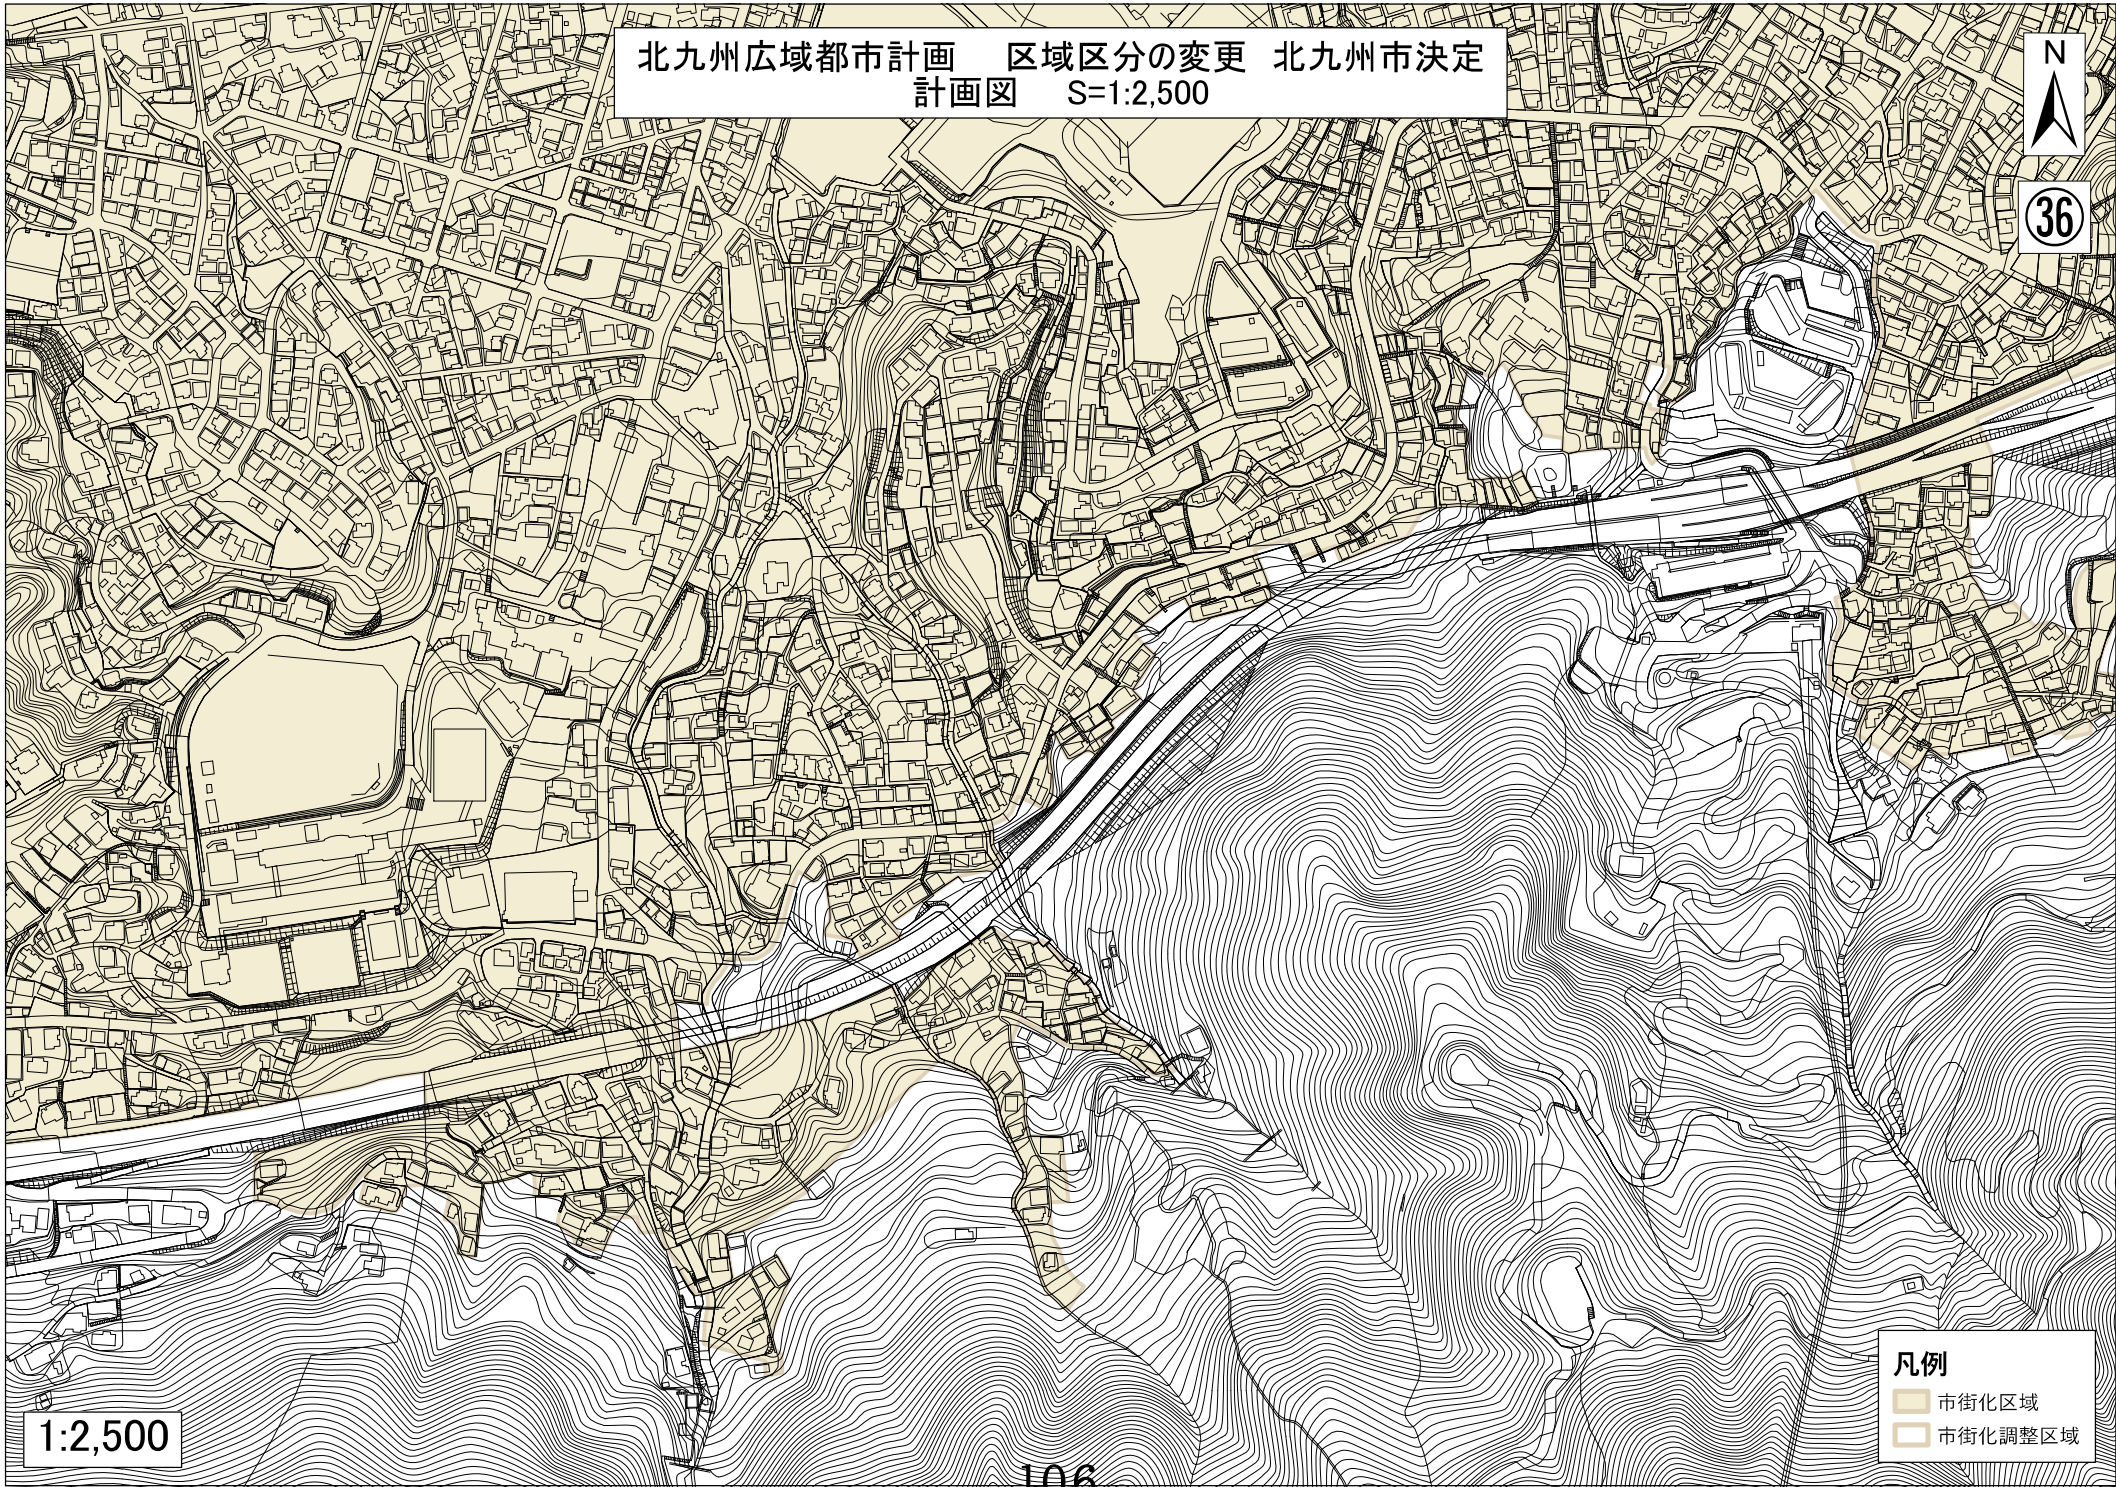 北九州広域都市計画　区域区分の変更　北九州市決定
計画図　S=1:2,500
N
㊱
凡例
市街化区域
市街化調整区域
1:2,500
106